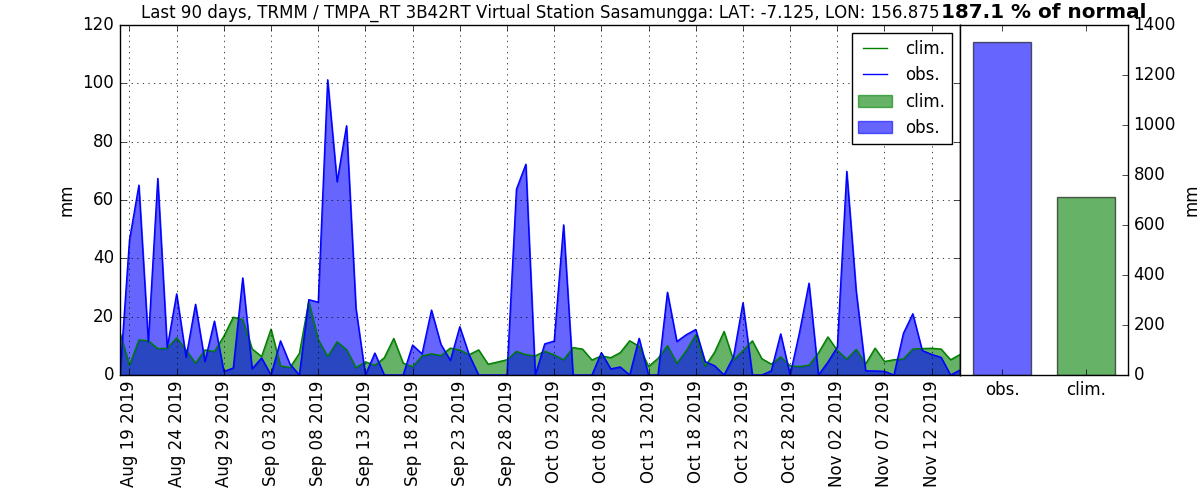 Last 90 days, TRMM / TMPA_RT 3B42RT Virtual Station Sasamungga: LAT: -7.125, LON: 156.875 187.1 % of normal
120
100
80
60
40
20
0
mm
clim.
obs.
clim.
obs.
1400
1200
1000
800
600
400
200
0
mm
Aug 19 2019
Aug 24 2019
Aug 29 2019
Sep 03 2019
Sep 08 2019
Sep 13 2019
Sep 18 2019
Sep 23 2019
Sep 28 2019
Oct 03 2019
Oct 08 2019
Oct 13 2019
Oct 18 2019
Oct 23 2019
Oct 28 2019
Nov 02 2019
Nov 07 2019
Nov 12 2019
obs.
clim.